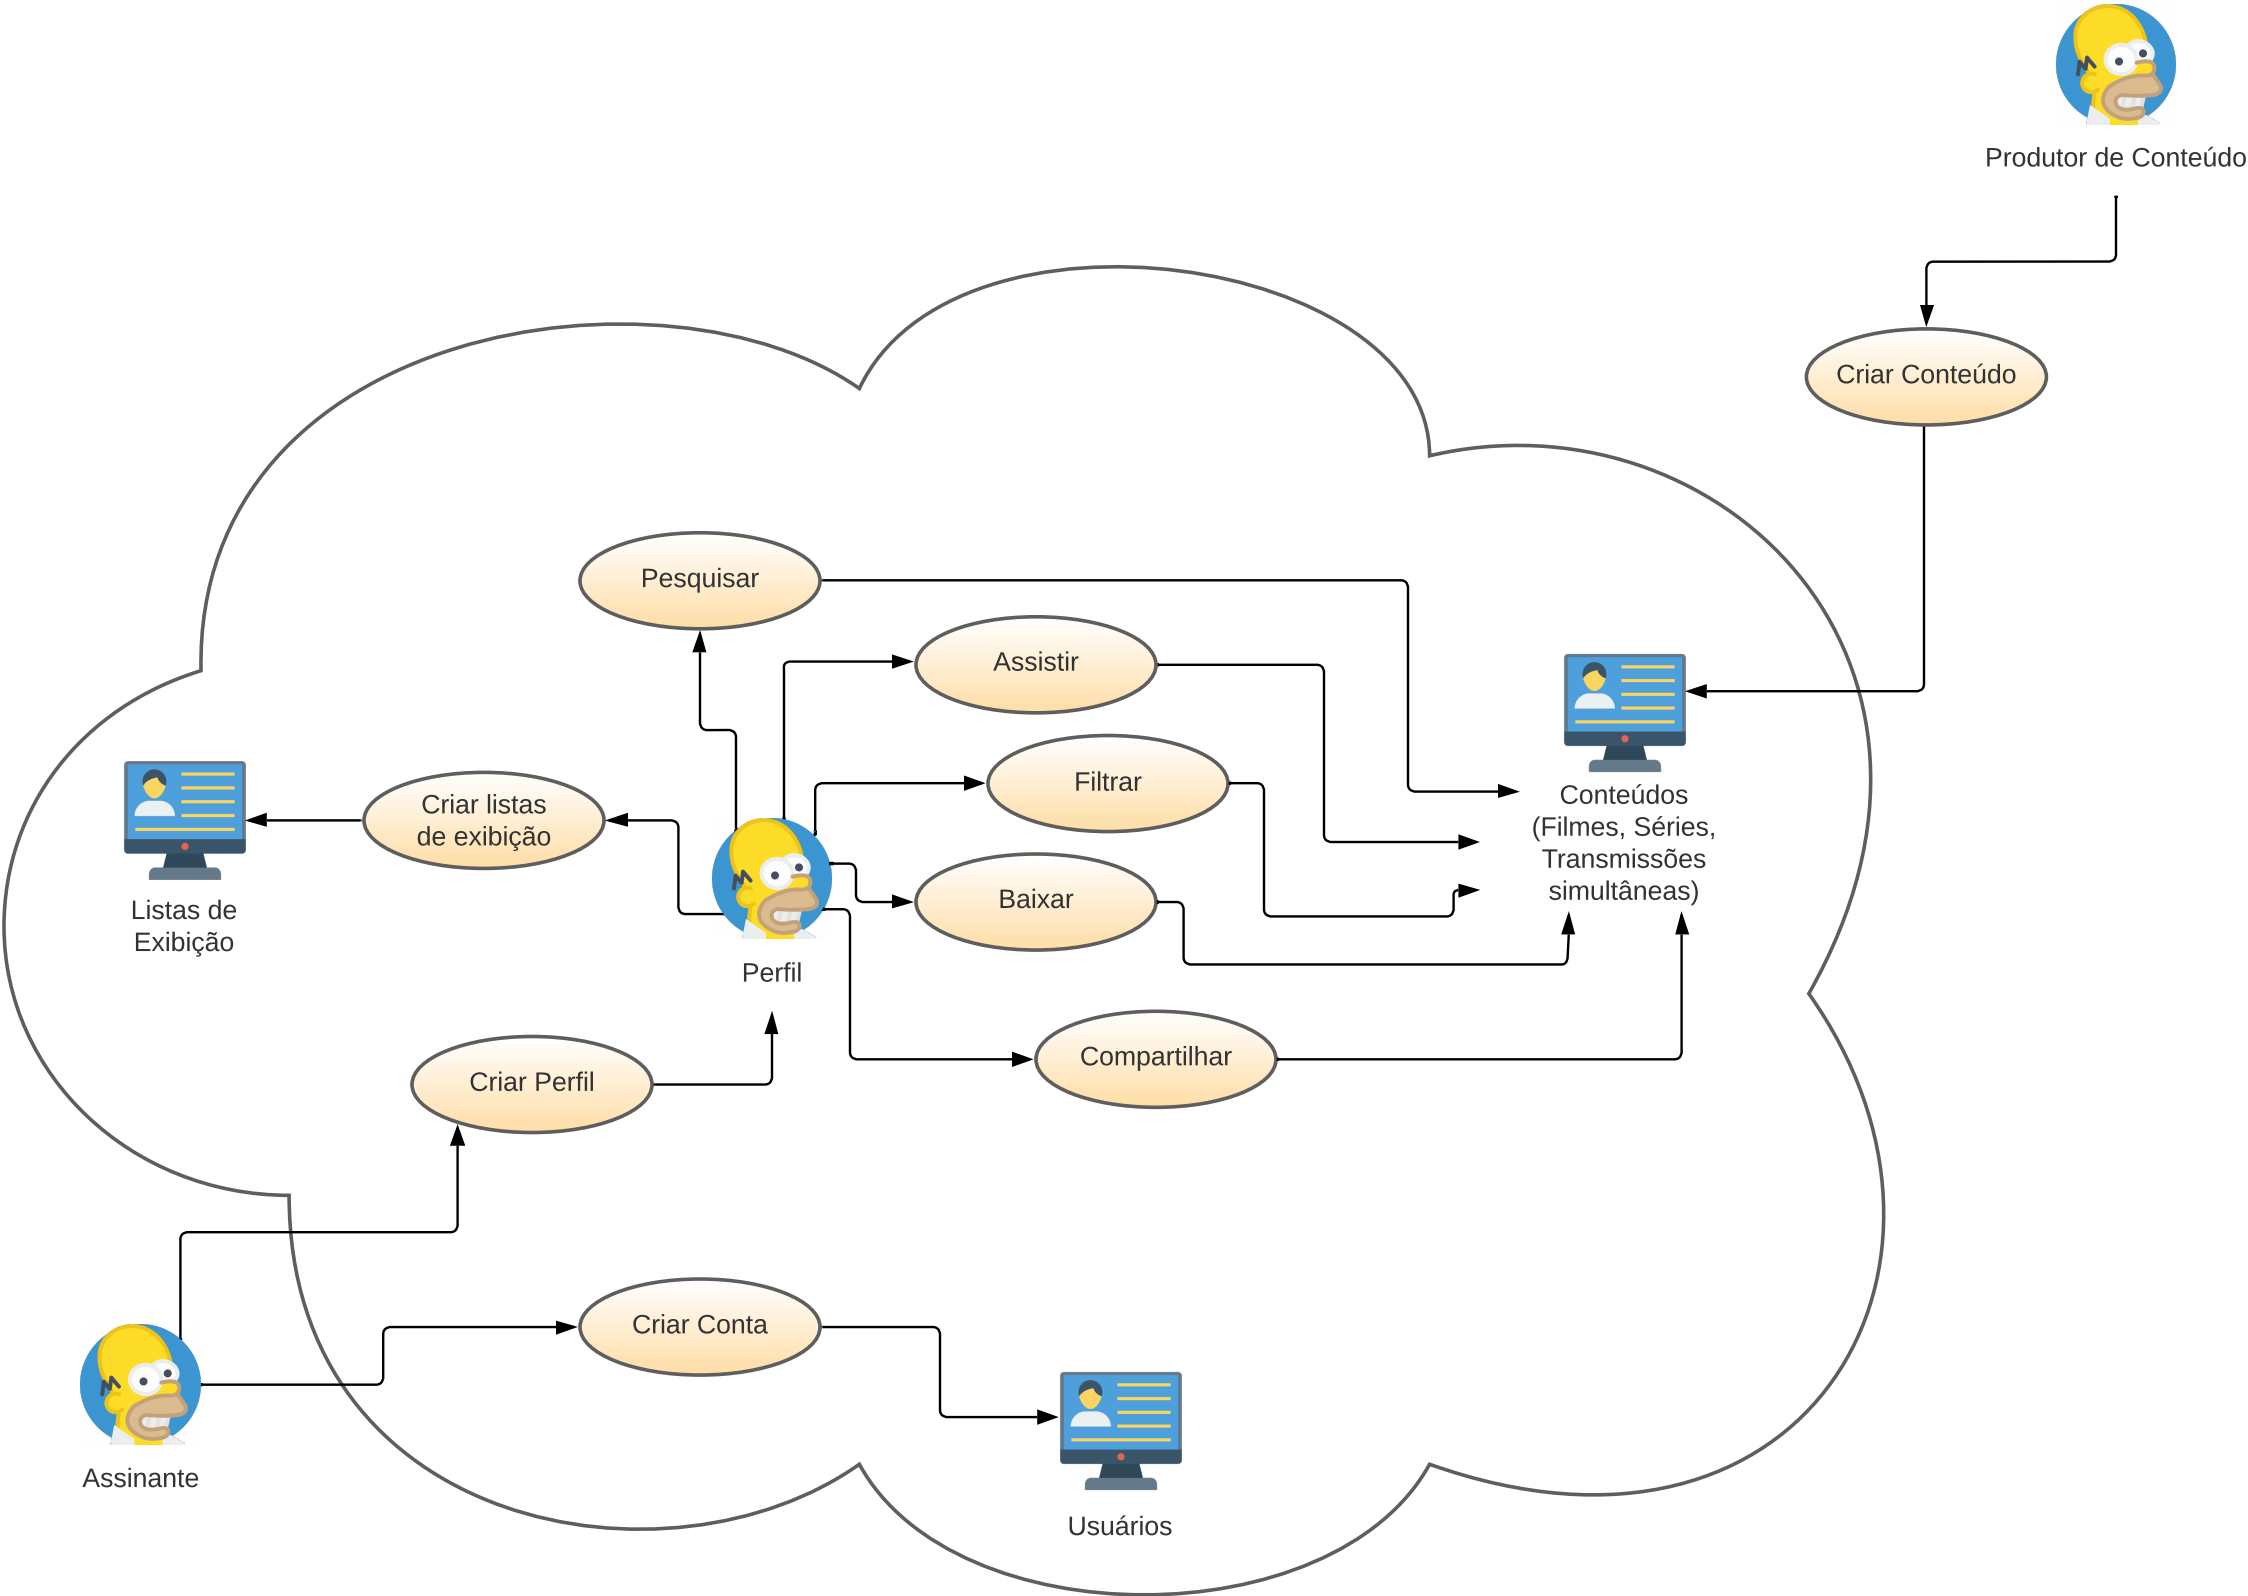 Produtor de Conteúdo
Criar Conteúdo
Pesquisar
Assistir
Filtrar
Conteúdos
(Filmes, Séries,
Transmissões
simultâneas)
Criar listas
de exibição
Baixar
Listas de
Exibição
Perfil
Compartilhar
Criar Perfil
Criar Conta
Assinante
Usuários